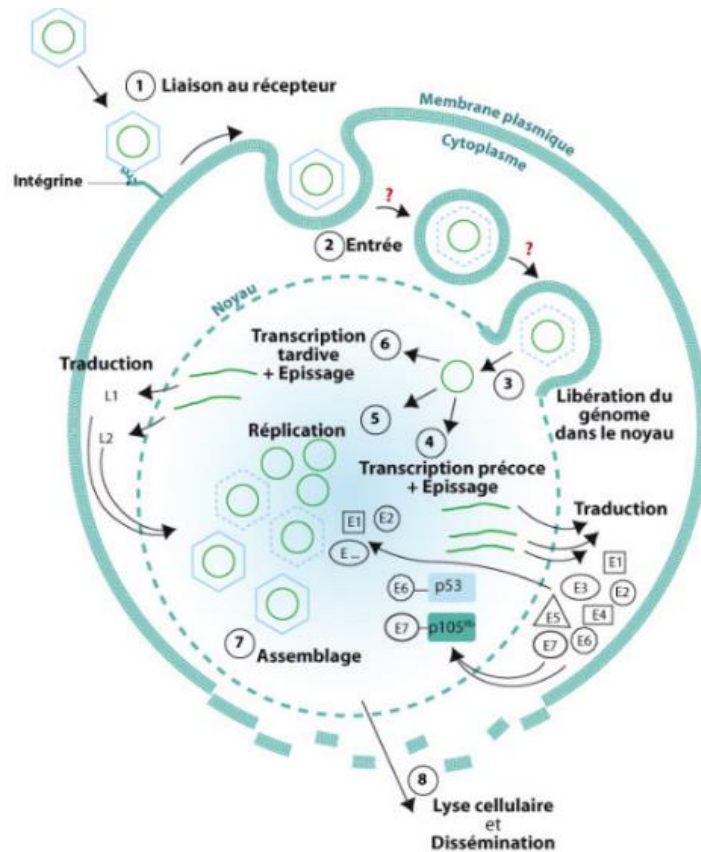 1 Liaison au récepteur
Membrane plasmique
Cytoplasme
Intégrine
?
2 Entrée
?
Noyau
Transcription
tardive
+ Epissage
6
Traduction
3
L1
5
Libération du
génome
dans le noyau
L2
Réplication
4
Transcription précoce
+ Epissage
Traduction
E1
E2
E ...
E1
E3
E2
E6
p53
E5
E4
E7
p105Rb
E7
E6
7 Assemblage
8
Lyse cellulaire
et
Dissémination